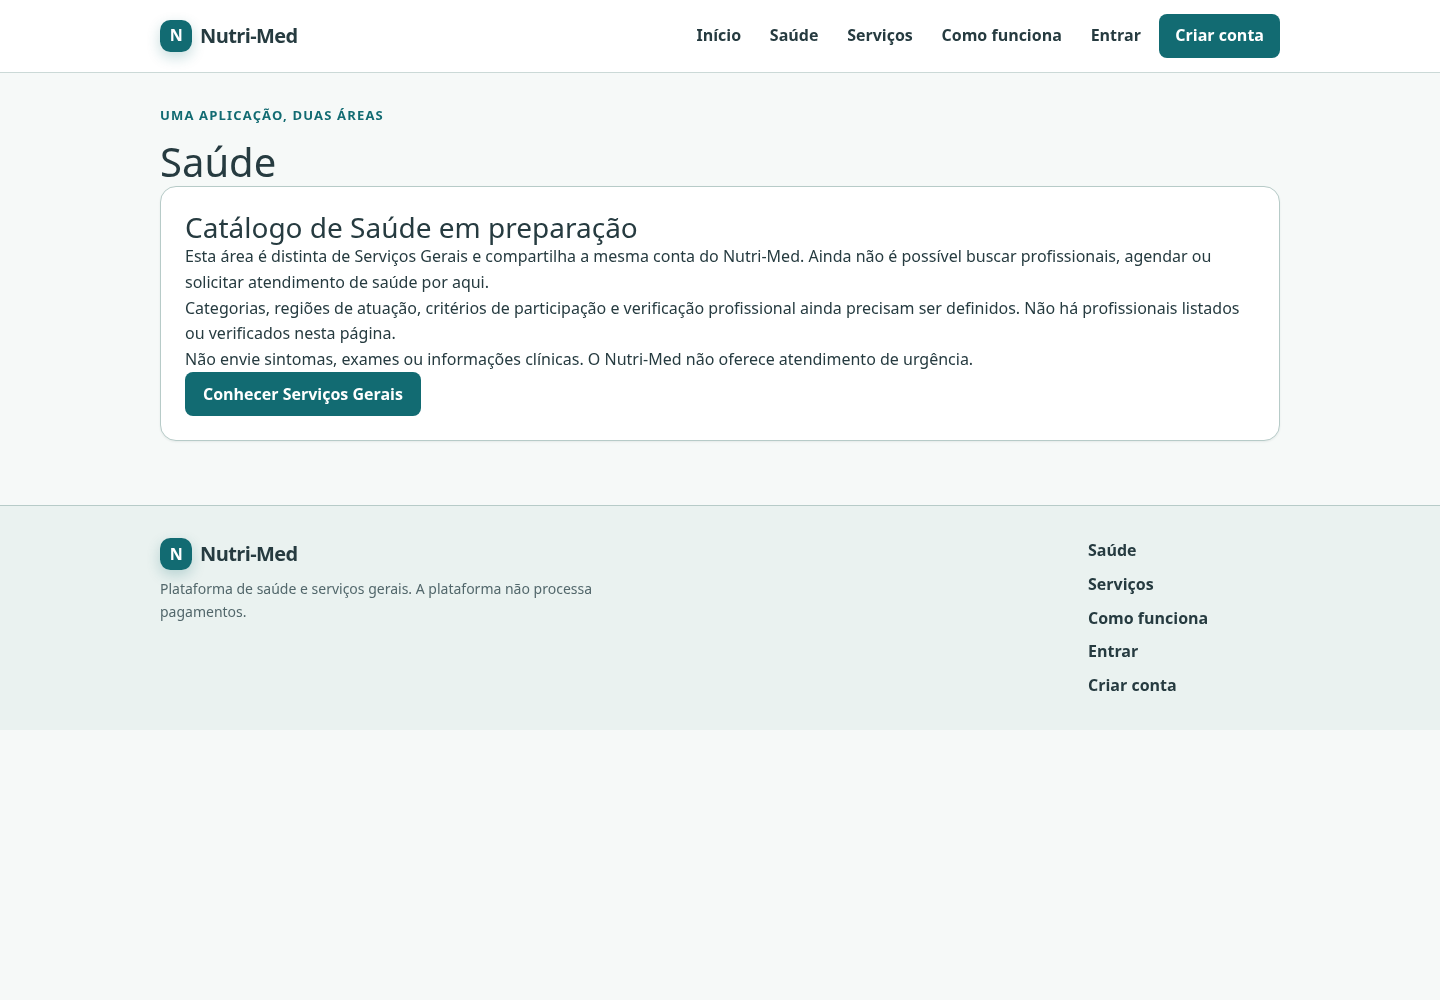 N Nutri-Med
Início Saúde Serviços Como funciona Entrar Criar conta
UMA APLICAÇÃO, DUAS ÁREAS
Saúde
Catálogo de Saúde em preparação
Esta área é distinta de Serviços Gerais e compartilha a mesma conta do Nutri-Med. Ainda não é possível buscar profissionais, agendar ou
solicitar atendimento de saúde por aqui.
Categorias, regiões de atuação, critérios de participação e verificação profissional ainda precisam ser definidos. Não há profissionais listados
ou verificados nesta página.
Não envie sintomas, exames ou informações clínicas. O Nutri-Med não oferece atendimento de urgência.
Conhecer Serviços Gerais
N Nutri-Med
Plataforma de saúde e serviços gerais. A plataforma não processa
pagamentos.
Saúde
Serviços
Como funciona
Entrar
Criar conta